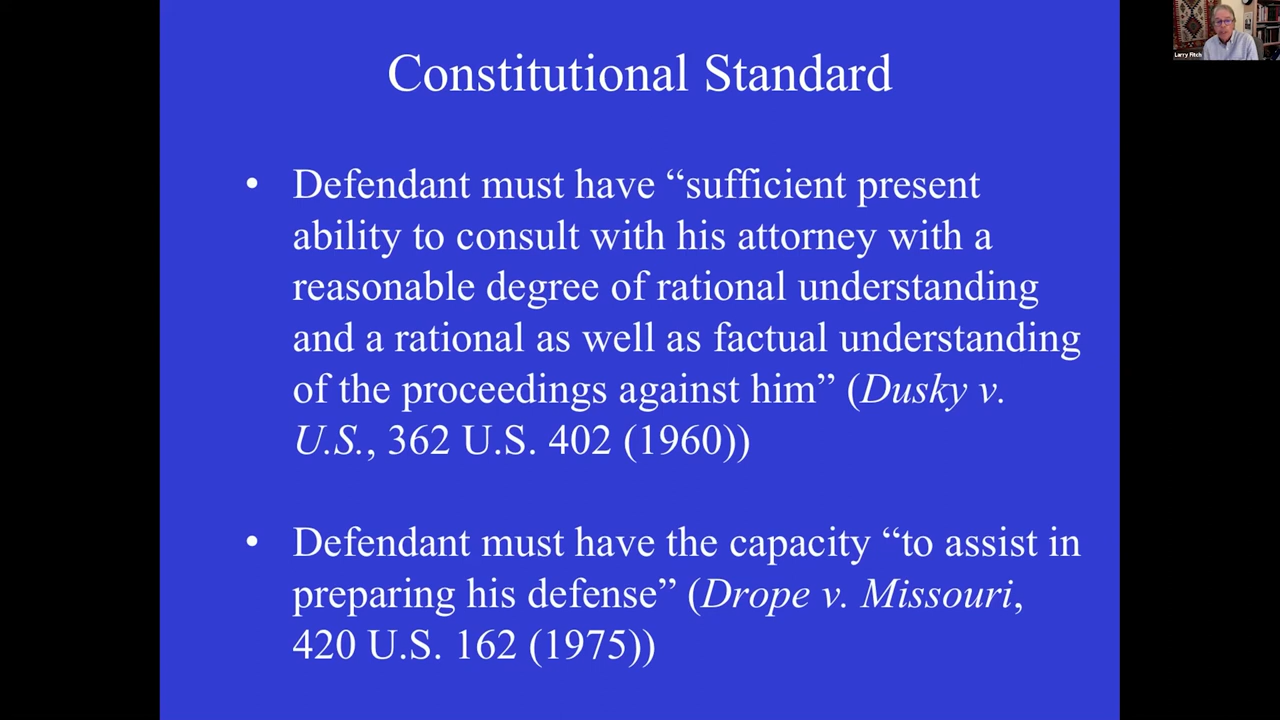 Constitutional Standard
• Defendant must have “sufficient present
ability to consult with his attorney with a
reasonable degree of rational understanding
and a rational as well as factual understanding
of the proceedings against him” (Dusky v.
U.S., 362 U.S. 402 (1960))
• Defendant must have the capacity “to assist in
preparing his defense” (Drope v. Missouri,
420 U.S. 162 (1975))
Larry Fitch